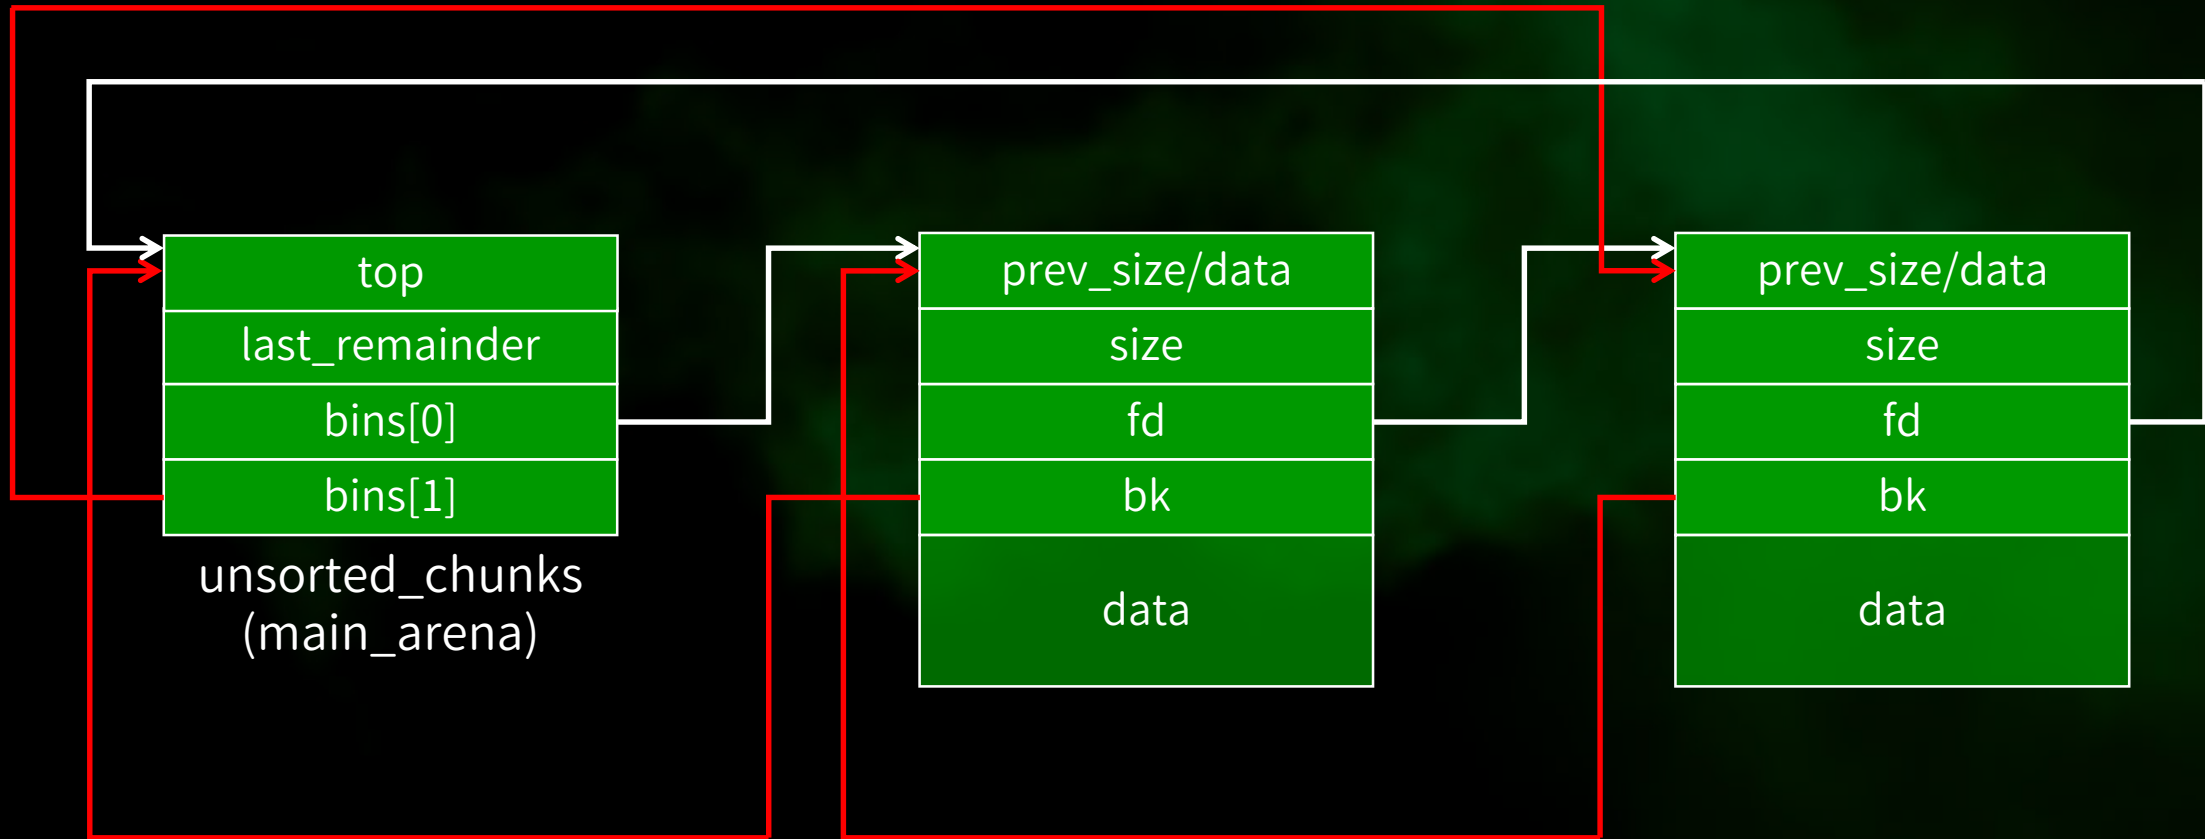 top
last_remainder
bins[0]
bins[1]
unsorted_chunks
(main_arena)
prev_size/data
size
fd
bk
data
prev_size/data
size
fd
bk
data